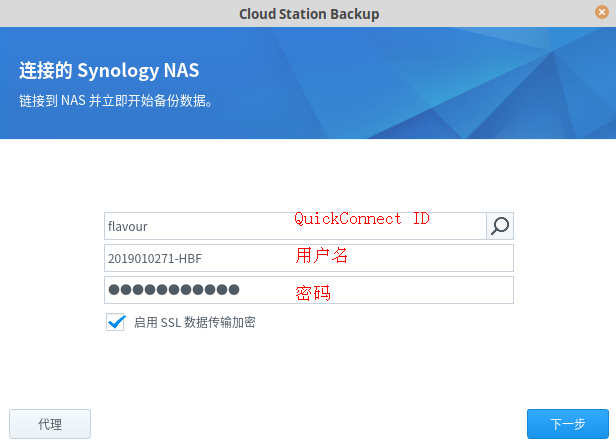 Cloud Station Backup
连接的 Synology NAS
链接到 NAS 并立即开始备份数据。
flavour QuickConnect ID
2019010271-HBF 用户名
●●●●●●●●●●● 密码
启用 SSL 数据传输加密
代理 下一步